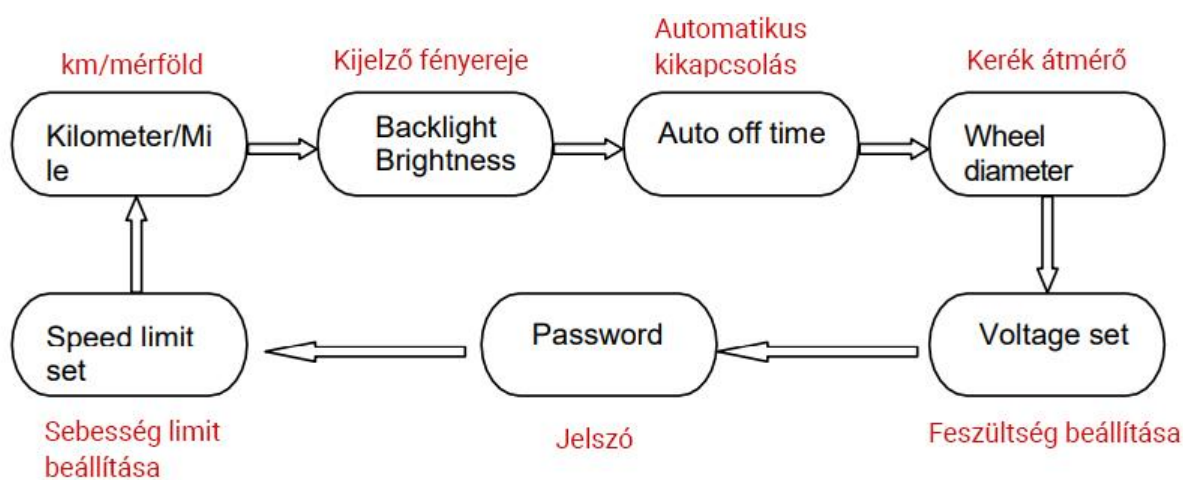 km/mérföld
Kijelző fényereje
Automatikus
kikapcsolás
Kerék átmérő
Kilometer/Mi
le
Backlight
Brightness
Auto off time
Wheel
diameter
Speed limit
set
Password
Voltage set
Sebesség limit
beállítása
Jelszó
Feszültség beállítása